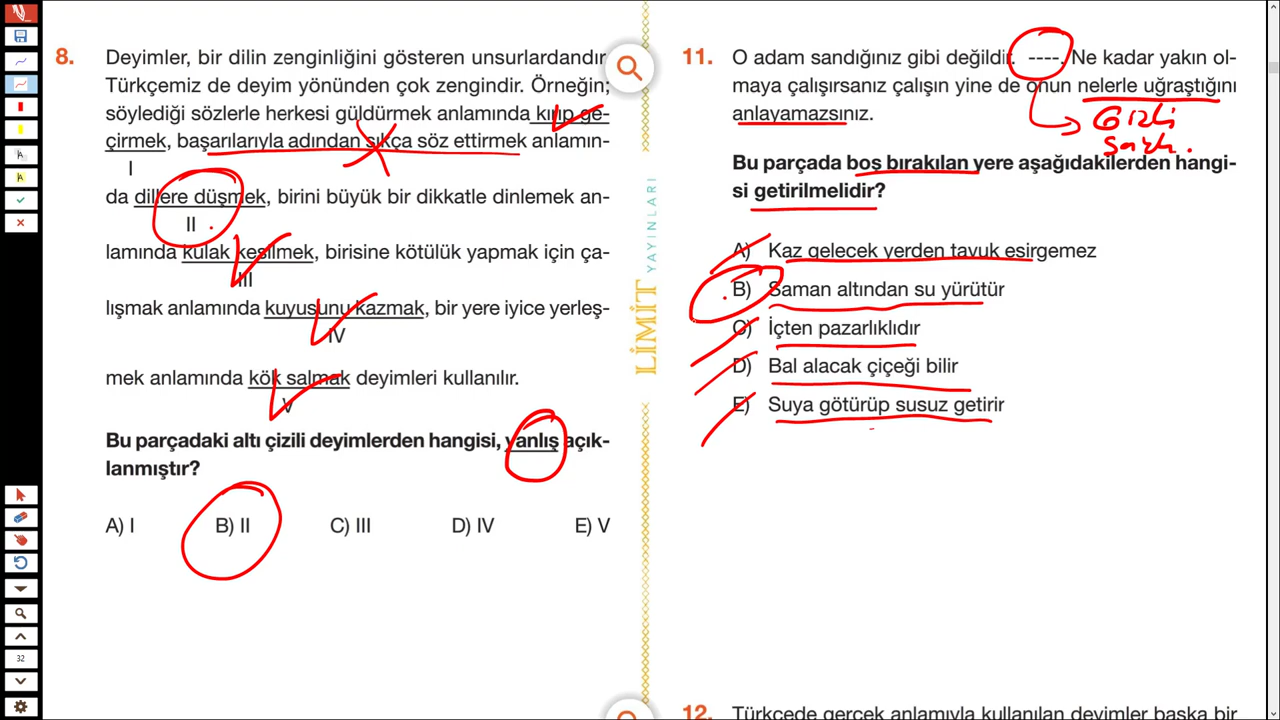 8.
Deyimler, bir dilin zenginliğini gösteren unsurlardandır.
Türkçemiz de deyim yönünden çok zengindir. Örneğin;
söylediği sözlerle herkesi güldürmek anlamında kırıp ge-
çirmek, başarılarıyla adından sıkça söz ettirmek anlamın-
I
da dillere düşmek, birini büyük bir dikkatle dinlemek an-
II
lamında kulak kesilmek, birisine kötülük yapmak için ça-
III
lışmak anlamında kuyusunu kazmak, bir yere iyice yerleş-
IV
mek anlamında kök salmak deyimleri kullanılır.
V
Bu parçadaki altı çizili deyimlerden hangisi, yanlış açık-
lanmıştır?
A) I B) II C) III D) IV E) V
LİMİT YAYINLARI
11.
O adam sandığınız gibi değildir. ----. Ne kadar yakın ol-
maya çalışırsanız çalışın yine de onun nelerle uğraştığını
anlayamazsınız.
Gizli
Saklı.
Bu parçada boş bırakılan yere aşağıdakilerden hangi-
si getirilmelidir?
A) Kaz gelecek yerden tavuk esirgemez
B) Saman altından su yürütür
C) İçten pazarlıklıdır
D) Bal alacak çiçeği bilir
E) Suya götürüp susuz getirir
12.
Türkçede gerçek anlamıyla kullanılan deyimler başka bir
32